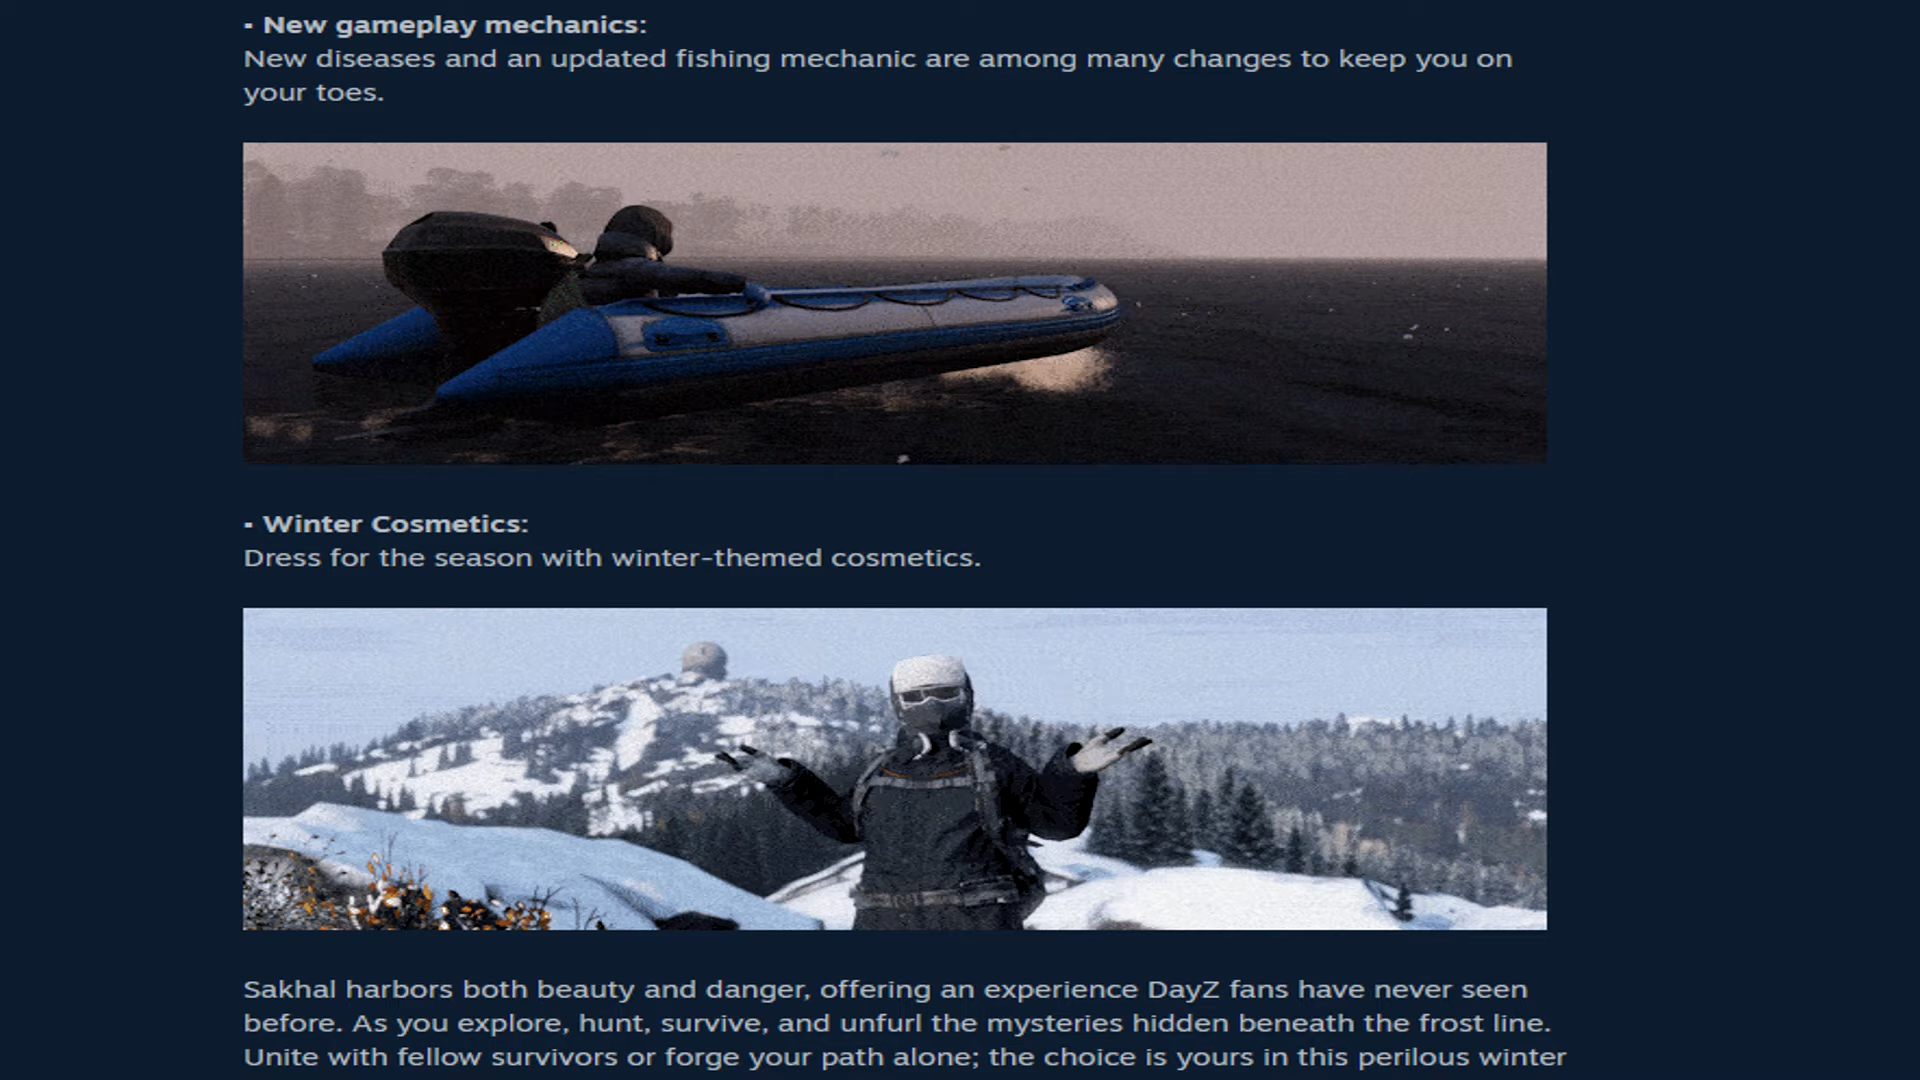 ▪ New gameplay mechanics:
New diseases and an updated fishing mechanic are among many changes to keep you on
your toes.
▪ Winter Cosmetics:
Dress for the season with winter-themed cosmetics.
Sakhal harbors both beauty and danger, offering an experience DayZ fans have never seen
before. As you explore, hunt, survive, and unfurl the mysteries hidden beneath the frost line.
Unite with fellow survivors or forge your path alone; the choice is yours in this perilous winter